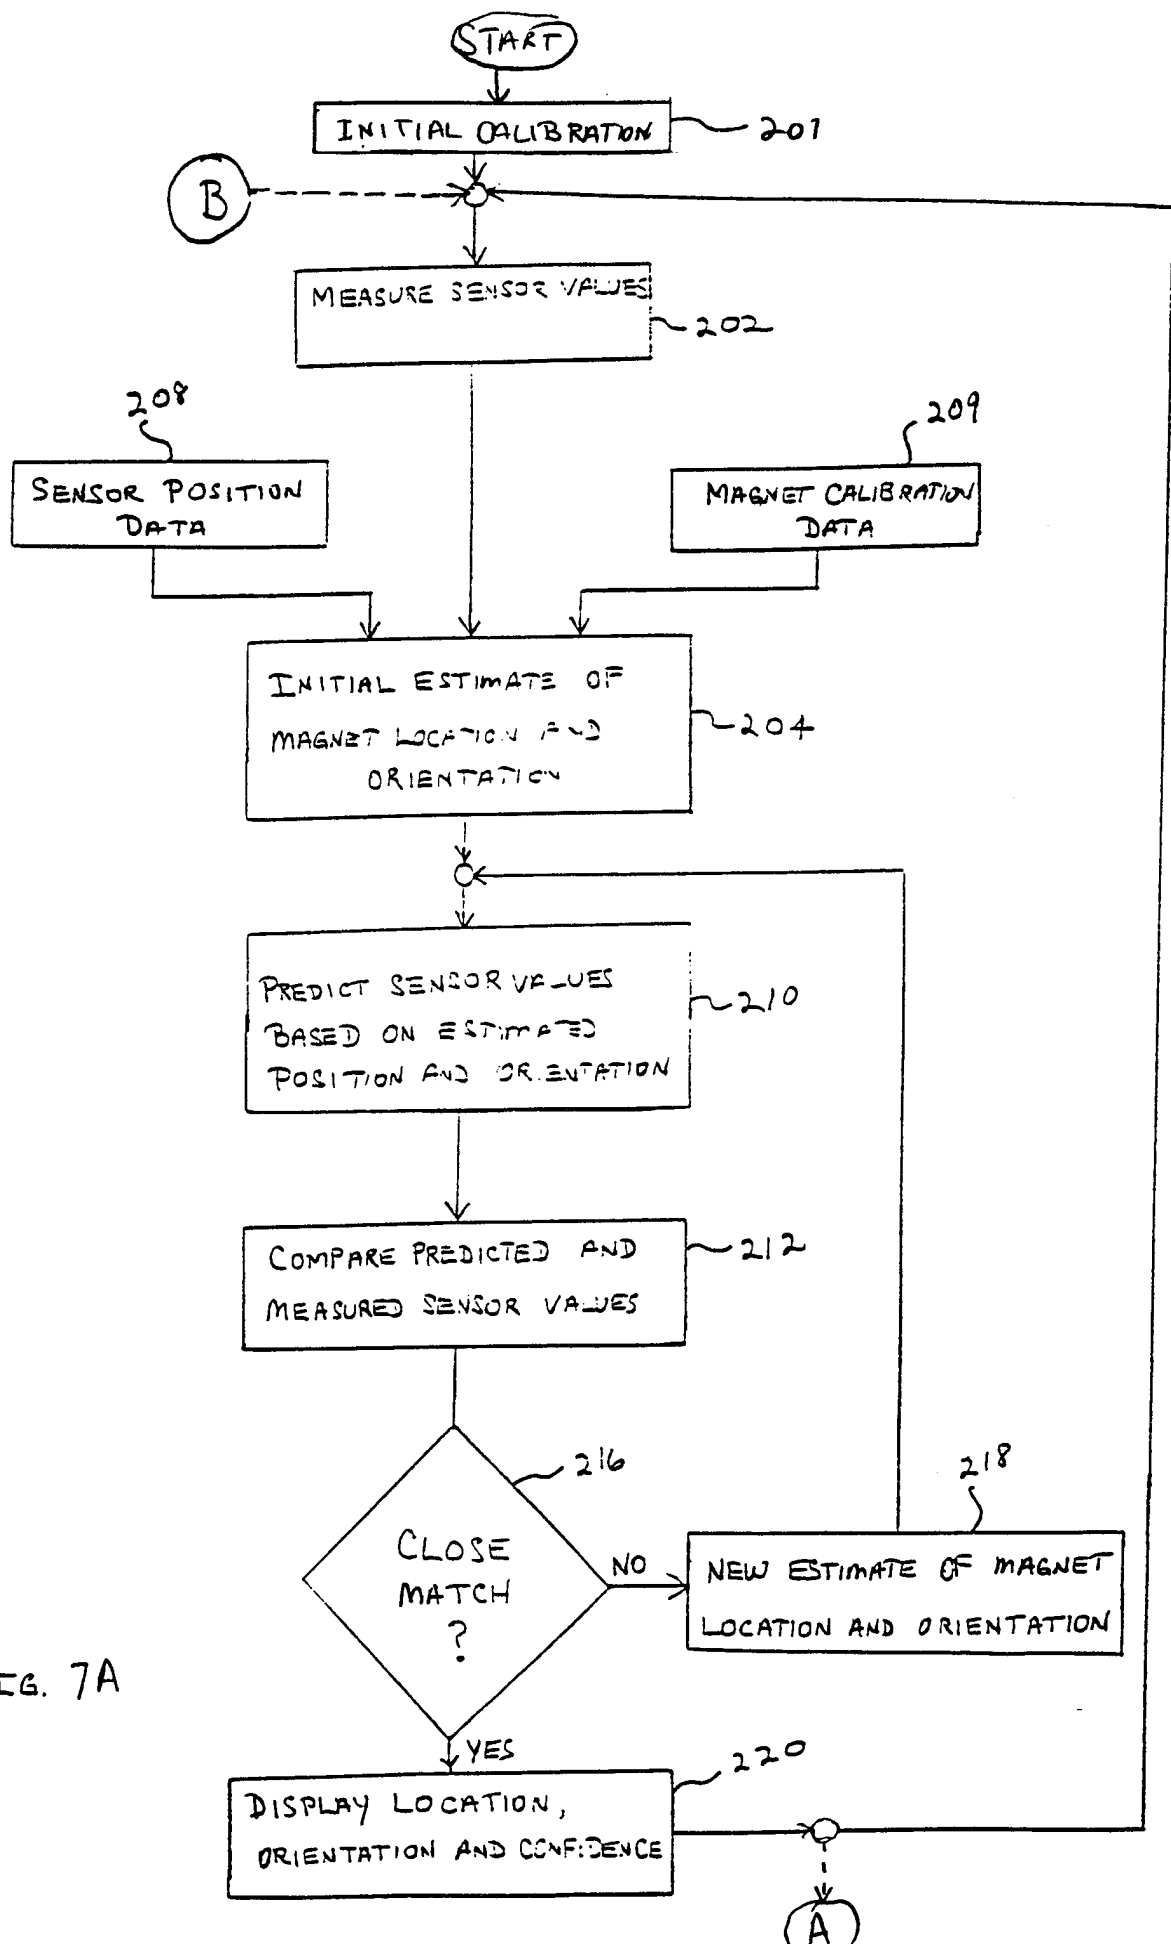 START
INITIAL CALIBRATION
201
B
MEASURE SENSOR VALUES
202
208
209
SENSOR POSITION
DATA
MAGNET CALIBRATION
DATA
INITIAL ESTIMATE OF
MAGNET LOCATION AND
ORIENTATION
204
PREDICT SENSOR VALUES
BASED ON ESTIMATED
POSITION AND ORIENTATION
210
COMPARE PREDICTED AND
MEASURED SENSOR VALUES
212
216
218
CLOSE
MATCH
?
NO
NEW ESTIMATE OF MAGNET
LOCATION AND ORIENTATION
IG. 7A
YES
220
DISPLAY LOCATION,
ORIENTATION AND CONFIDENCE
A